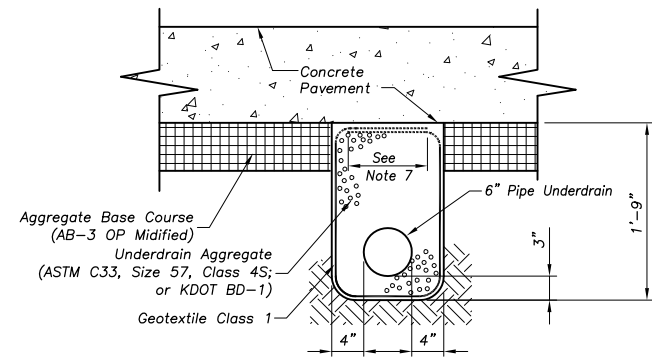 Concrete
Pavement
See
Note 7
6" Pipe Underdrain
1'-9"
3"
Aggregate Base Course
(AB-3 OP Midified)
Underdrain Aggregate
(ASTM C33, Size 57, Class 4S;
or KDOT BD-1)
Geotextile Class 1
4"
4"